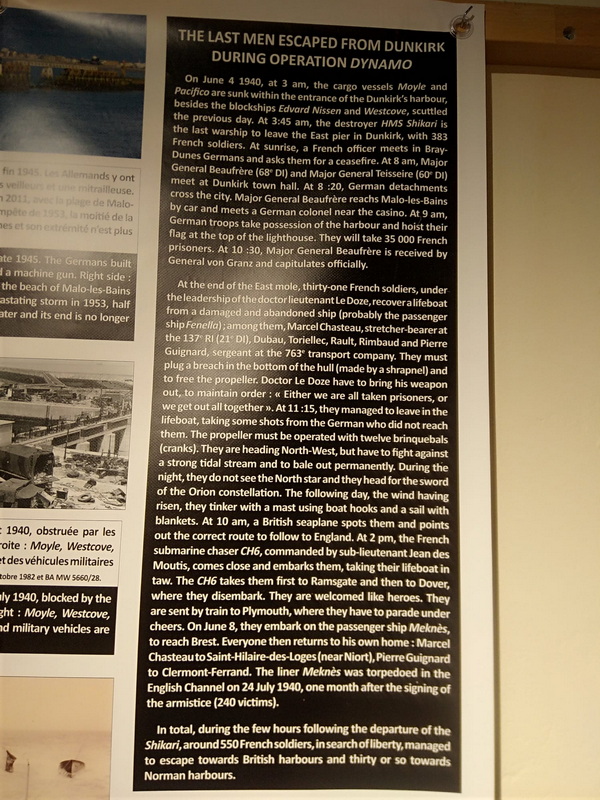 THE LAST MEN ESCAPED FROM DUNKIRK
DURING OPERATION DYNAMO
On June 4 1940, at 3 am, the cargo vessels Moyle and
Pacifico are sunk within the entrance of the Dunkirk's harbour,
besides the blockships Edvard Nissen and Westcove, scuttled
the previous day. At 3:45 am, the destroyer HMS Shikari is
the last warship to leave the East pier in Dunkirk, with 383
French soldiers. At sunrise, a French officer meets in Bray-
Dunes Germans and asks them for a ceasefire. At 8 am, Major
General Beaufrère (68e DI) and Major Teisseire (60e DI)
meet at Dunkirk town hall. At 8 :20, German detachments
cross the city. Major General Beaufrère reachs Malo-les-Bains
by car and meets a German colonel near the casino. At 9 am,
German troops take possession of the harbour and hoist their
flag at the top of the lighthouse. They will take 35 000 French
prisoners. At 10 :30, Major General Beaufrère is received by
General von Granz and capitulates officially.
At the end of the East mole, thirty-one French soldiers, under
the leadership of the doctor lieutenant Le Doze, recover a lifeboat
from a damaged and abandoned ship (probably the passenger
ship Fenella) ; among them, Marcel Chasteau, stretcher-bearer at
the 137e RI (21e DI), Dubau, Toriellec, Rault, Rimbaud and Pierre
Guignard, sergeant at the 763e transport company. They must
plug a breach in the bottom of the hull (made by a shrapnel) and
to free the propeller. Doctor Le Doze have to bring his weapon
out, to maintain order : « Either we are all taken prisoners, or
we get out all together ». At 11 :15, they managed to leave in the
lifeboat, taking some shots from the German who did not reach
them. The propeller must be operated with twelve brinquebals
(cranks). They are heading North-West, but have to fight against
a strong tidal stream and to bale out permanently. During the
night, they do not see the North star and they head for the sword
of the Orion constellation. The following day, the wind having
risen, they tinker with a mast using boat hooks and a sail with
blankets. At 10 am, a British seaplane spots them and points
out the correct route to follow to England. At 2 pm, the French
submarine chaser CH6, commanded by sub-lieutenant Jean des
Moutis, comes close and embarks them, taking their lifeboat in
taw. The CH6 takes them first to Ramsgate and then to Dover,
where they disembark. They are welcomed like heroes. They
are sent by train to Plymouth, where they have to parade under
cheers. On June 8, they embark on the passenger ship Meknès,
to reach Brest. Everyone then returns to his own home : Marcel
Chasteau to Saint-Hilaire-des-Loges (near Niort), Pierre Guignard
to Clermont-Ferrand. The liner Meknès was torpedoed in the
English Channel on 24 July 1940, one month after the signing of
the armistice (240 victims).
In total, during the few hours following the departure of the
Shikari, around 550 French soldiers, in search of liberty, managed
to escape towards British harbours and thirty or so towards
Norman harbours.
fin 1945. Les Allemands y ont
s veilleurs et une mitrailleuse.
n 2011, avec la plage de Malo-
mpête de 1953, la moitié de la
nes et son extrémité n'est plus
ate 1945. The Germans built
d a machine gun. Right side :
the beach of Malo-les-Bains
astating storm in 1953, half
ater and its end is no longer
t 1940, obstruée par les
roite : Moyle, Westcove,
et des véhicules militaires
tobre 1982 et BA MW 5660/28.
uly 1940, blocked by the
ght : Moyle, Westcove,
nd military vehicles are